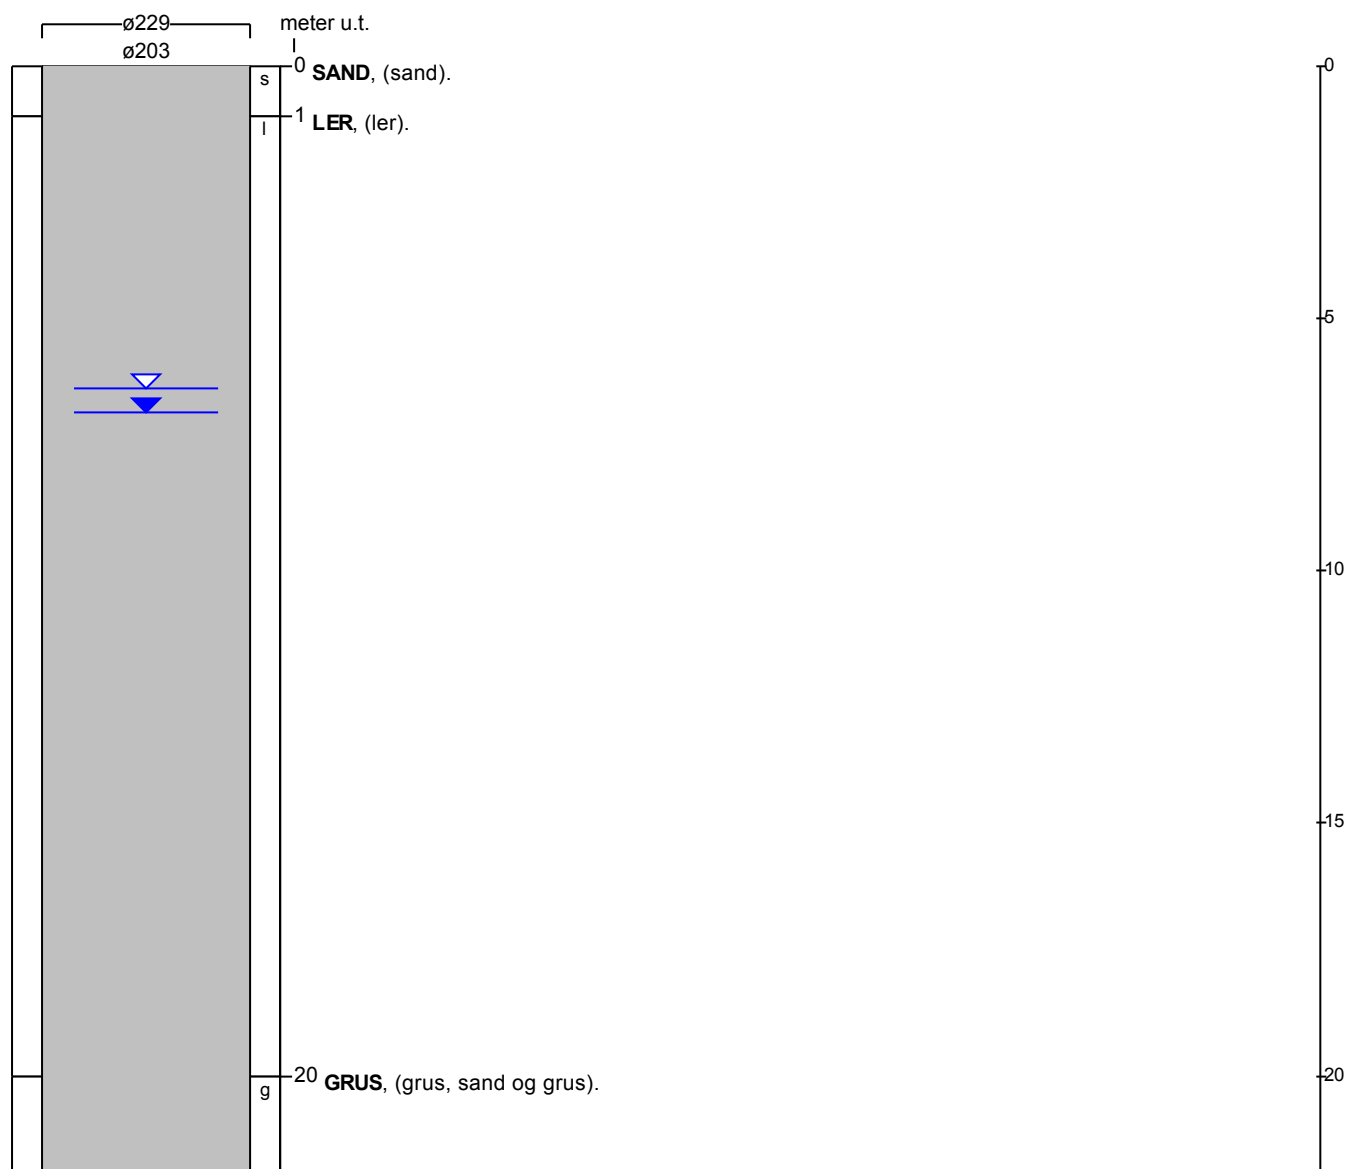 ø229 meter u.t.
ø203
0 SAND, (sand). 0
s
1 LER, (ler).
l
5
10
15
20 GRUS, (grus, sand og grus). 20
g